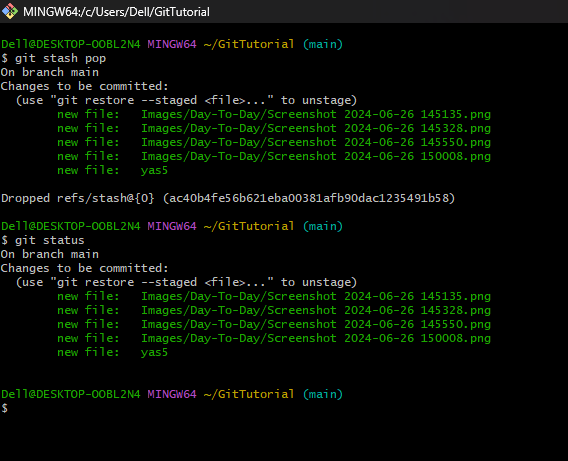 MINGW64:/c/Users/Dell/GitTutorial
Dell@DESKTOP-OOBL2N4 MINGW64 ~/GitTutorial (main)
$ git stash pop
On branch main
Changes to be committed:
  (use "git restore --staged <file>..." to unstage)
        new file:   Images/Day-To-Day/Screenshot 2024-06-26 145135.png
        new file:   Images/Day-To-Day/Screenshot 2024-06-26 145328.png
        new file:   Images/Day-To-Day/Screenshot 2024-06-26 145550.png
        new file:   Images/Day-To-Day/Screenshot 2024-06-26 150008.png
        new file:   yas5

Dropped refs/stash@{0} (ac40b4fe56b621eba00381afb90dac1235491b58)

Dell@DESKTOP-OOBL2N4 MINGW64 ~/GitTutorial (main)
$ git status
On branch main
Changes to be committed:
  (use "git restore --staged <file>..." to unstage)
        new file:   Images/Day-To-Day/Screenshot 2024-06-26 145135.png
        new file:   Images/Day-To-Day/Screenshot 2024-06-26 145328.png
        new file:   Images/Day-To-Day/Screenshot 2024-06-26 145550.png
        new file:   Images/Day-To-Day/Screenshot 2024-06-26 150008.png
        new file:   yas5

Dell@DESKTOP-OOBL2N4 MINGW64 ~/GitTutorial (main)
$